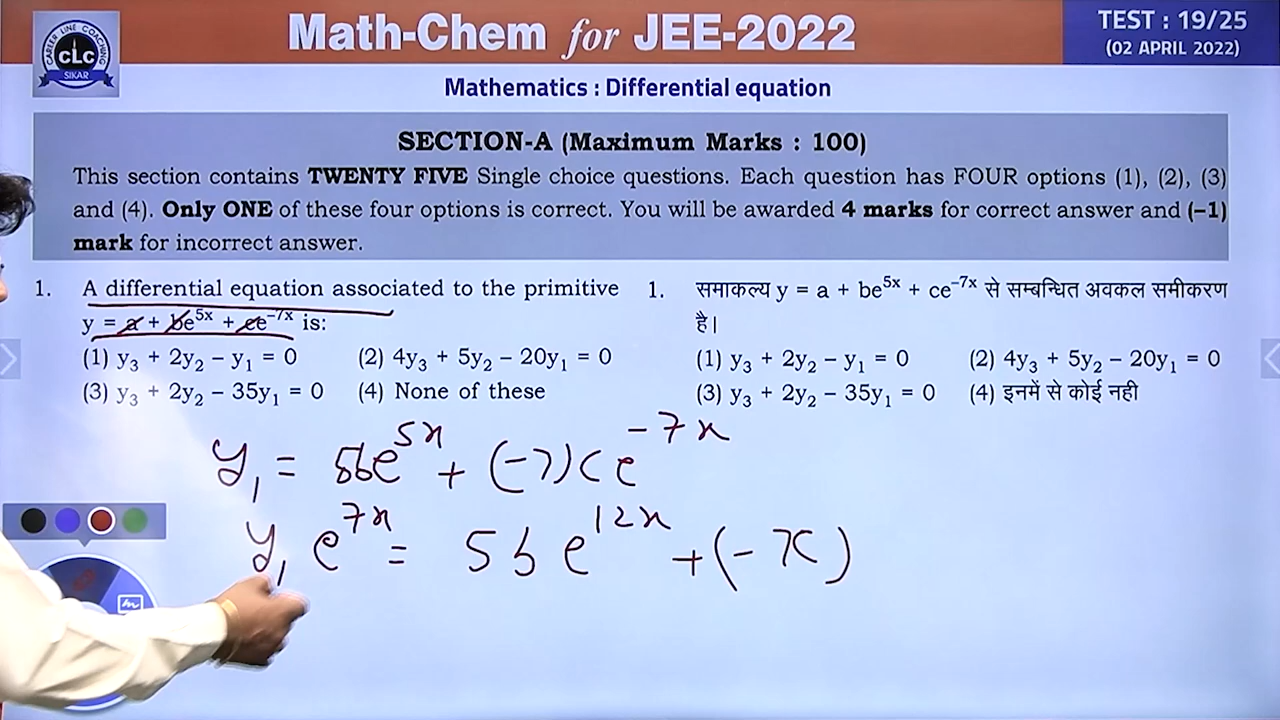 CAREER LINE COACHING
CLC
SIKAR
Math-Chem for JEE-2022
TEST : 19/25
(02 APRIL 2022)
Mathematics : Differential equation
SECTION-A (Maximum Marks : 100)
This section contains TWENTY FIVE Single choice questions. Each question has FOUR options (1), (2), (3)
and (4). Only ONE of these four options is correct. You will be awarded 4 marks for correct answer and (–1)
mark for incorrect answer.
1. A differential equation associated to the primitive
y = a + be^5x + ce^–7x is:
(1) y₃ + 2y₂ – y₁ = 0 (2) 4y₃ + 5y₂ – 20y₁ = 0
(3) y₃ + 2y₂ – 35y₁ = 0 (4) None of these
1. समाकल्य y = a + be^5x + ce^–7x से सम्बन्धित अवकल समीकरण
है।
(1) y₃ + 2y₂ – y₁ = 0 (2) 4y₃ + 5y₂ – 20y₁ = 0
(3) y₃ + 2y₂ – 35y₁ = 0 (4) इनमें से कोई नही
y₁ = 5be^5x + (-7)ce^-7x
y₁ e^7x = 5b e^12x + (-7c)